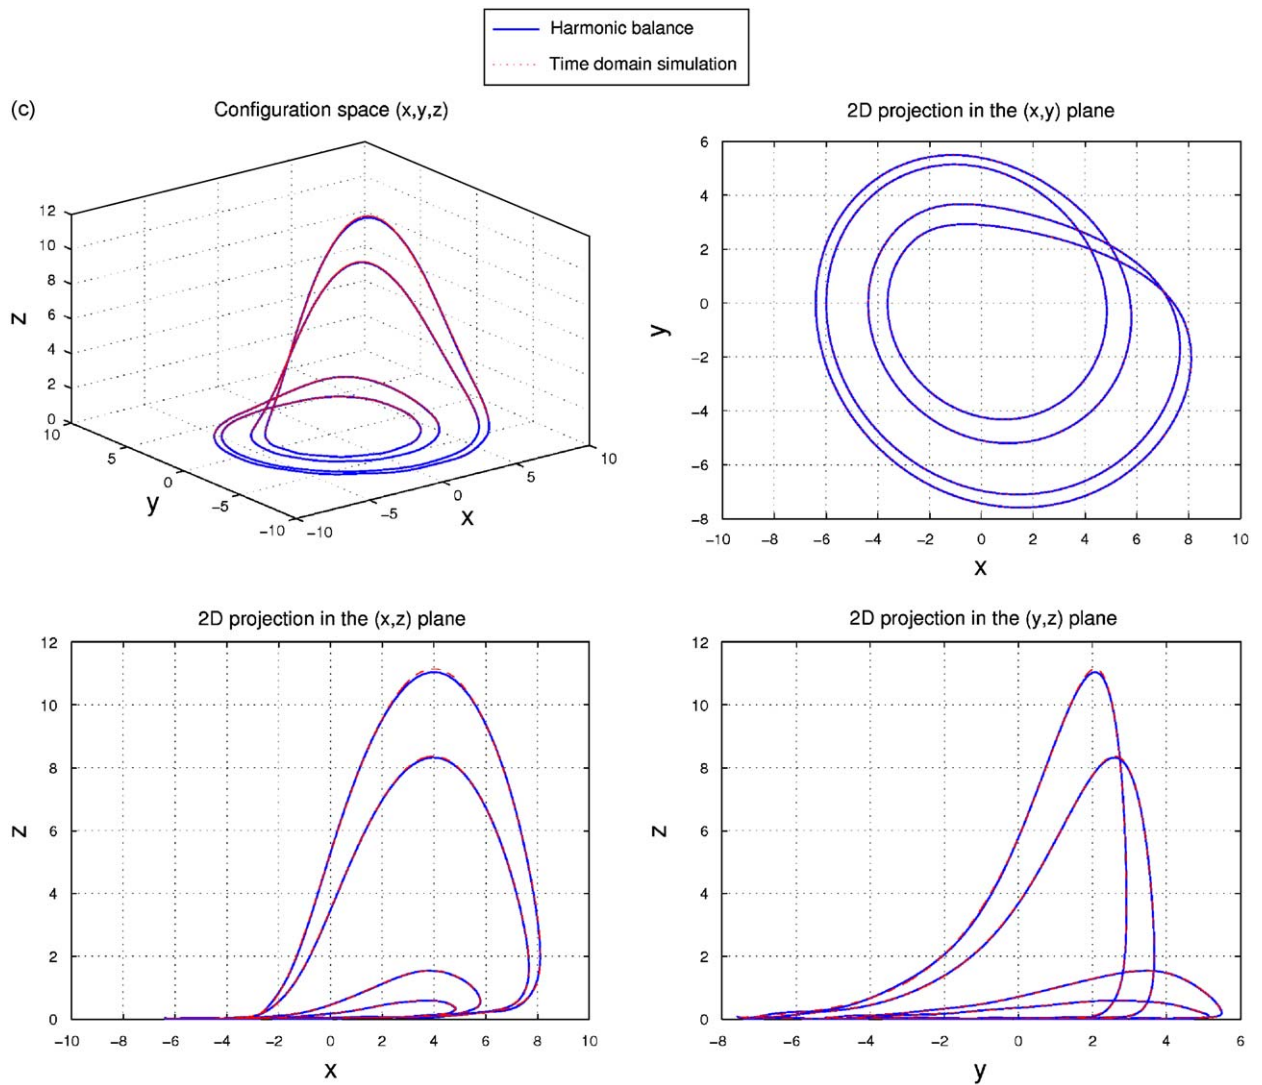 Harmonic balance
Time domain simulation
(c)
Configuration space (x,y,z)
12
10
8
6
4
2
0
z
10
5
0
−5
−10
y
−10
−5
0
5
10
x
2D projection in the (x,y) plane
6
4
2
0
−2
−4
−6
−8
y
−10 −8 −6 −4 −2 0 2 4 6 8 10
x
2D projection in the (x,z) plane
12
10
8
6
4
2
0
z
−10 −8 −6 −4 −2 0 2 4 6 8 10
x
2D projection in the (y,z) plane
12
10
8
6
4
2
0
z
−8 −6 −4 −2 0 2 4 6
y